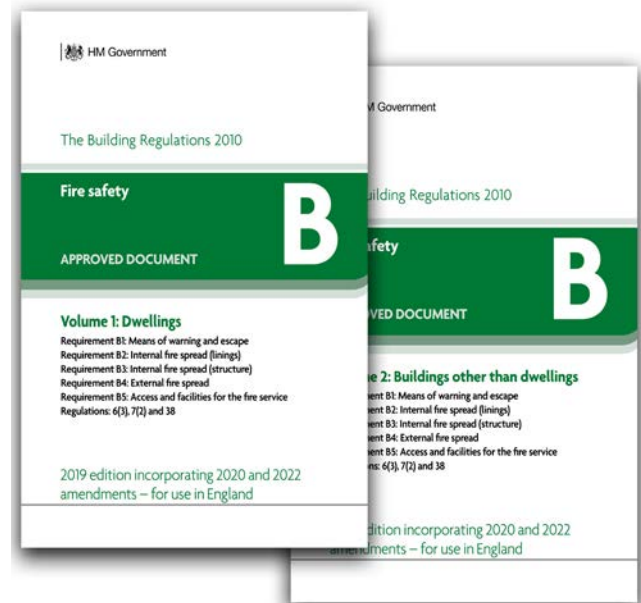 HM Government
The Building Regulations 2010
Fire safety
B
APPROVED DOCUMENT
Volume 1: Dwellings
Requirement B1: Means of warning and escape
Requirement B2: Internal fire spread (linings)
Requirement B3: Internal fire spread (structure)
Requirement B4: External fire spread
Requirement B5: Access and facilities for the fire service
Regulations: 6(3), 7(2) and 38
2019 edition incorporating 2020 and 2022
amendments – for use in England
M Government
uilding Regulations 2010
afety
B
VED DOCUMENT
e 2: Buildings other than dwellings
ent B1: Means of warning and escape
ent B2: Internal fire spread (linings)
ent B3: Internal fire spread (structure)
ent B4: External fire spread
ent B5: Access and facilities for the fire service
ns: 6(3), 7(2) and 38
dition incorporating 2020 and 2022
amendments – for use in England